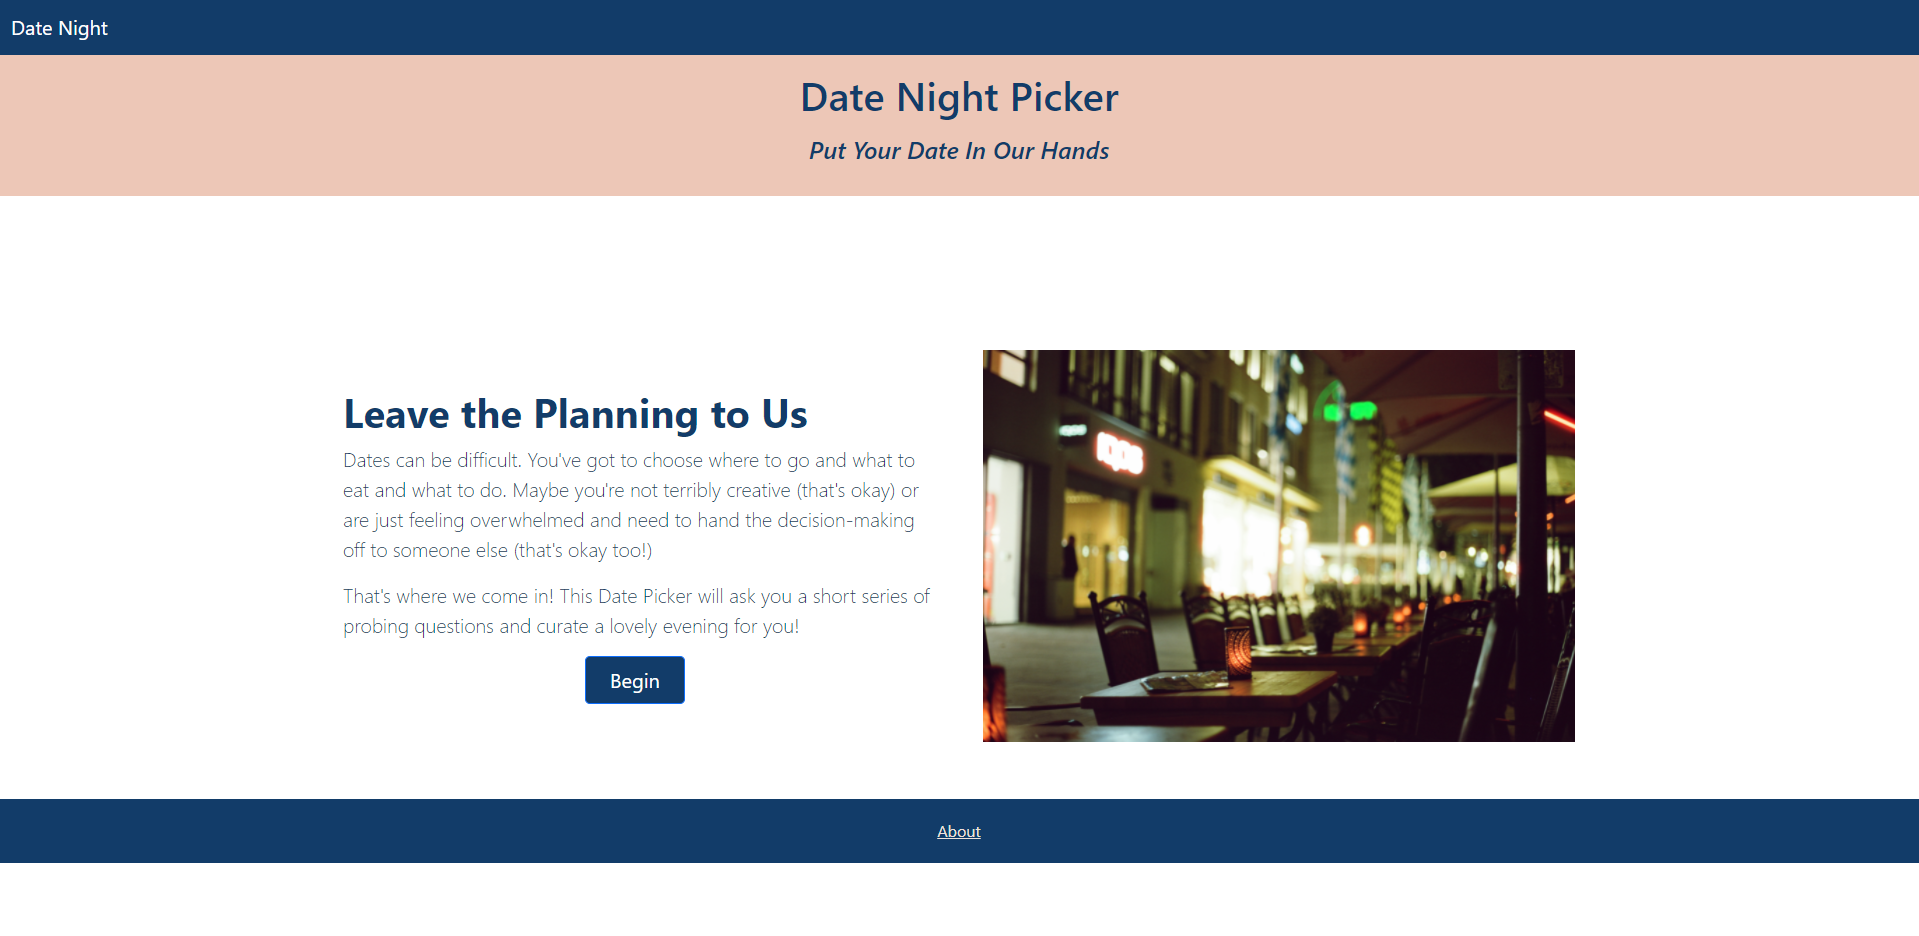 Date Night
Date Night Picker
Put Your Date In Our Hands
Leave the Planning to Us
Dates can be difficult. You've got to choose where to go and what to
eat and what to do. Maybe you're not terribly creative (that's okay) or
are just feeling overwhelmed and need to hand the decision-making
off to someone else (that's okay too!)
That's where we come in! This Date Picker will ask you a short series of
probing questions and curate a lovely evening for you!
Begin
About